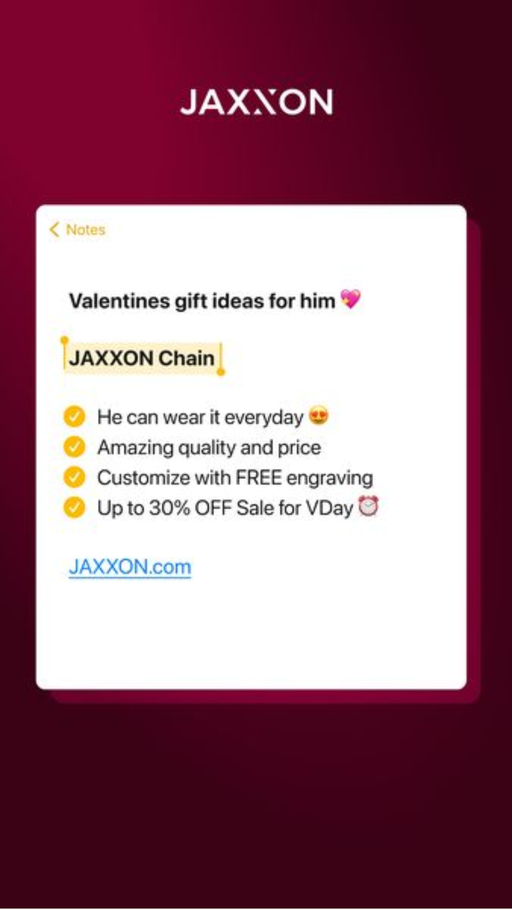 JAXXON
Notes
Valentines gift ideas for him 💘
JAXXON Chain
He can wear it everyday 😍
Amazing quality and price
Customize with FREE engraving
Up to 30% OFF Sale for VDay ⏰
JAXXON.com